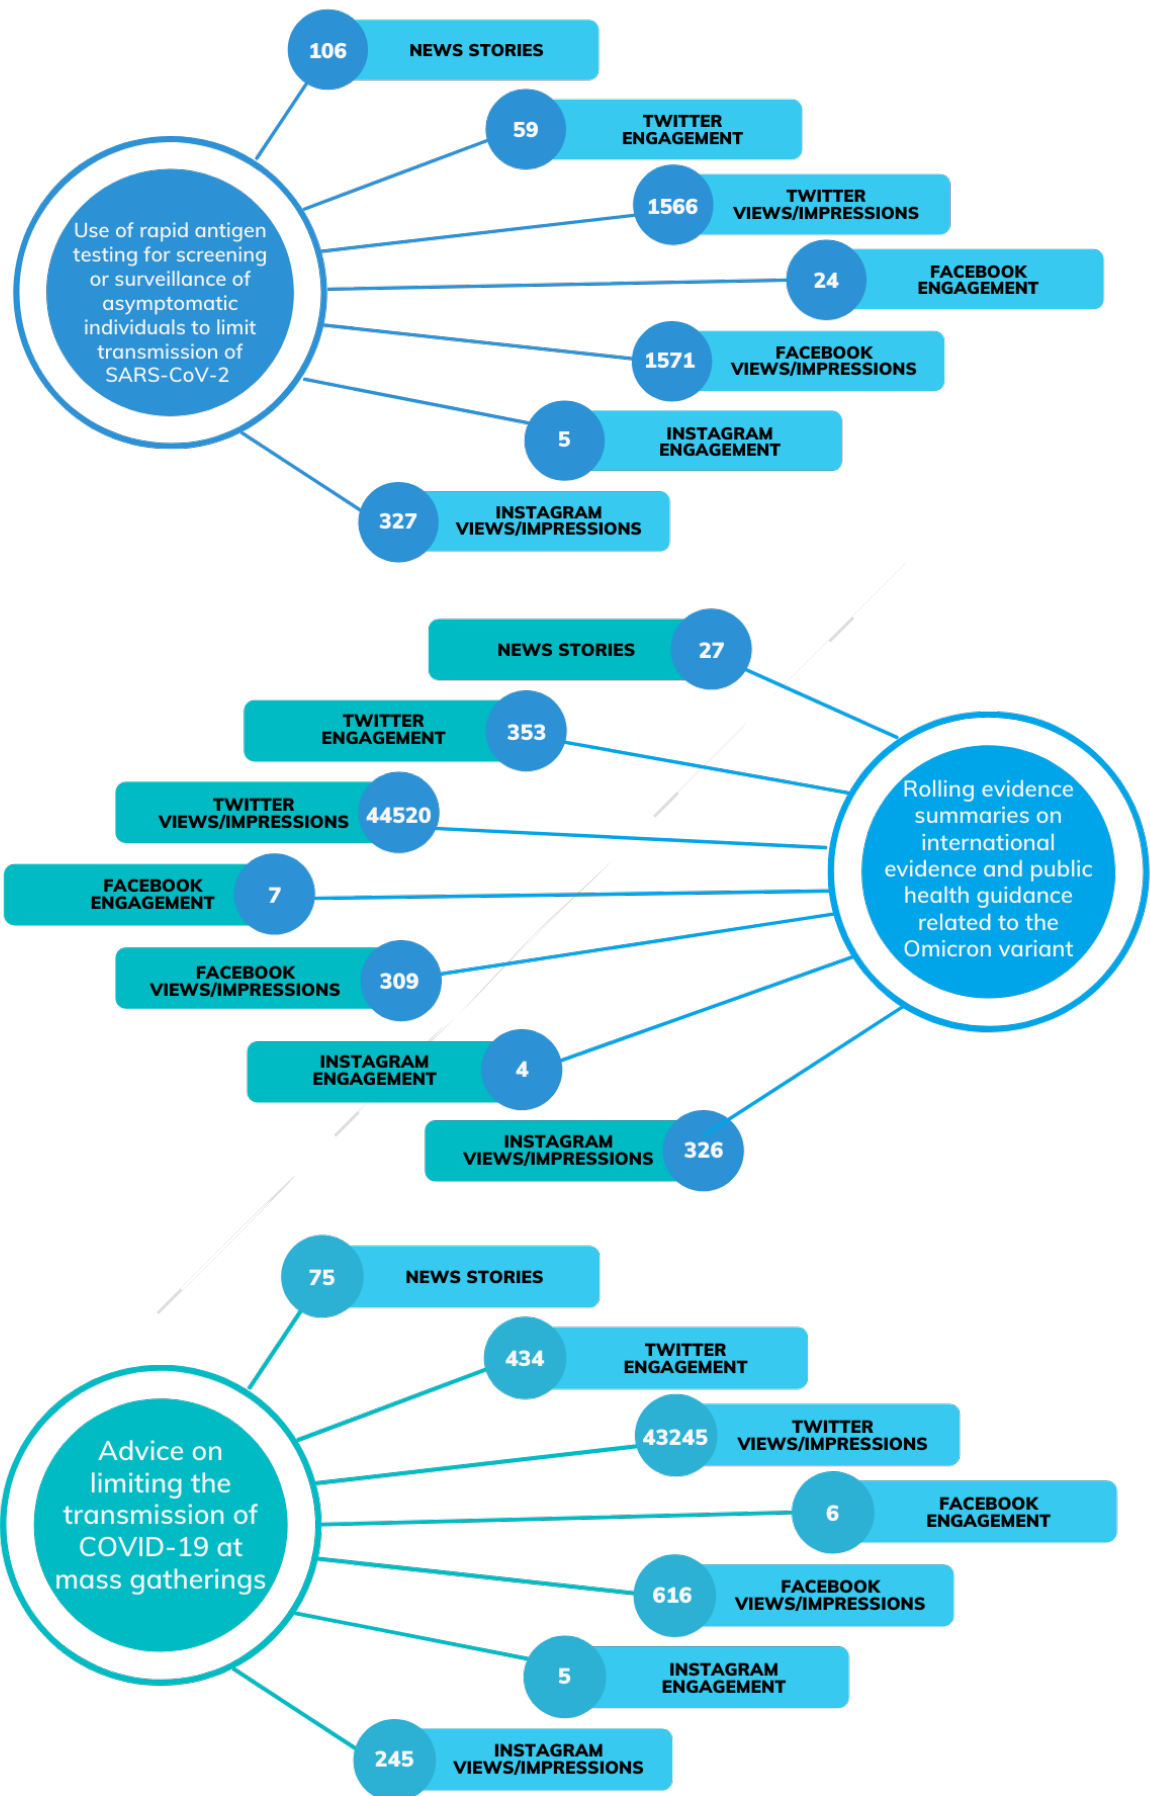 106
NEWS STORIES
59
TWITTER
ENGAGEMENT
1566
TWITTER
VIEWS/IMPRESSIONS
Use of rapid antigen
testing for screening
or surveillance of
asymptomatic
individuals to limit
transmission of
SARS-CoV-2
24
FACEBOOK
ENGAGEMENT
1571
FACEBOOK
VIEWS/IMPRESSIONS
5
INSTAGRAM
ENGAGEMENT
327
INSTAGRAM
VIEWS/IMPRESSIONS
NEWS STORIES
27
TWITTER
ENGAGEMENT
353
TWITTER
VIEWS/IMPRESSIONS
44520
Rolling evidence
summaries on
international
evidence and public
health guidance
related to the
Omicron variant
FACEBOOK
ENGAGEMENT
7
FACEBOOK
VIEWS/IMPRESSIONS
309
INSTAGRAM
ENGAGEMENT
4
INSTAGRAM
VIEWS/IMPRESSIONS
326
75
NEWS STORIES
434
TWITTER
ENGAGEMENT
43245
TWITTER
VIEWS/IMPRESSIONS
Advice on
limiting the
transmission of
COVID-19 at
mass gatherings
6
FACEBOOK
ENGAGEMENT
616
FACEBOOK
VIEWS/IMPRESSIONS
5
INSTAGRAM
ENGAGEMENT
245
INSTAGRAM
VIEWS/IMPRESSIONS